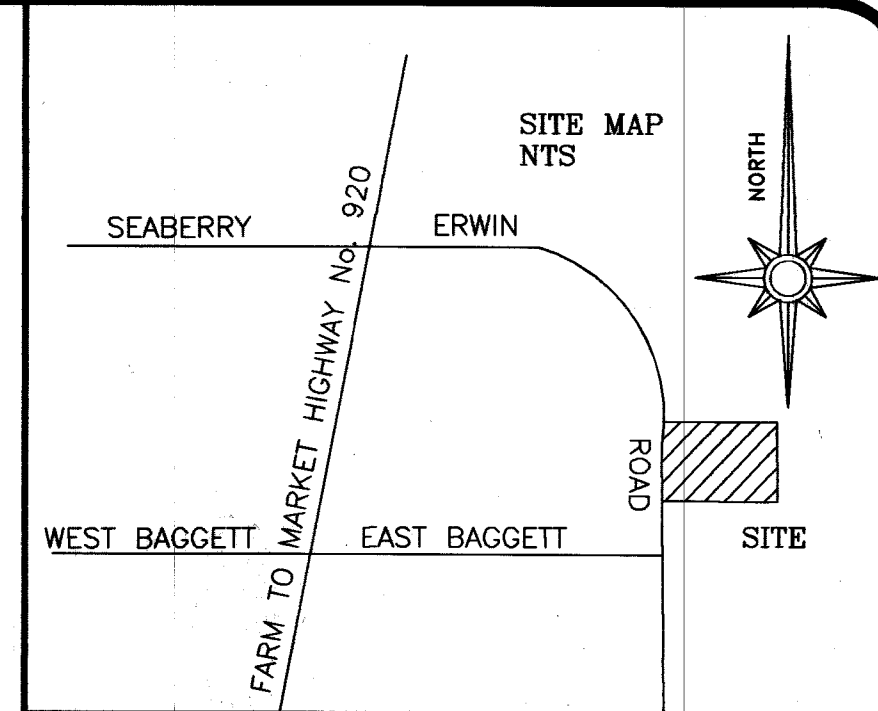 SITE MAP
NTS
NORTH
SEABERRY
ERWIN
FARM TO MARKET HIGHWAY No. 920
ROAD
WEST BAGGETT
EAST BAGGETT
SITE